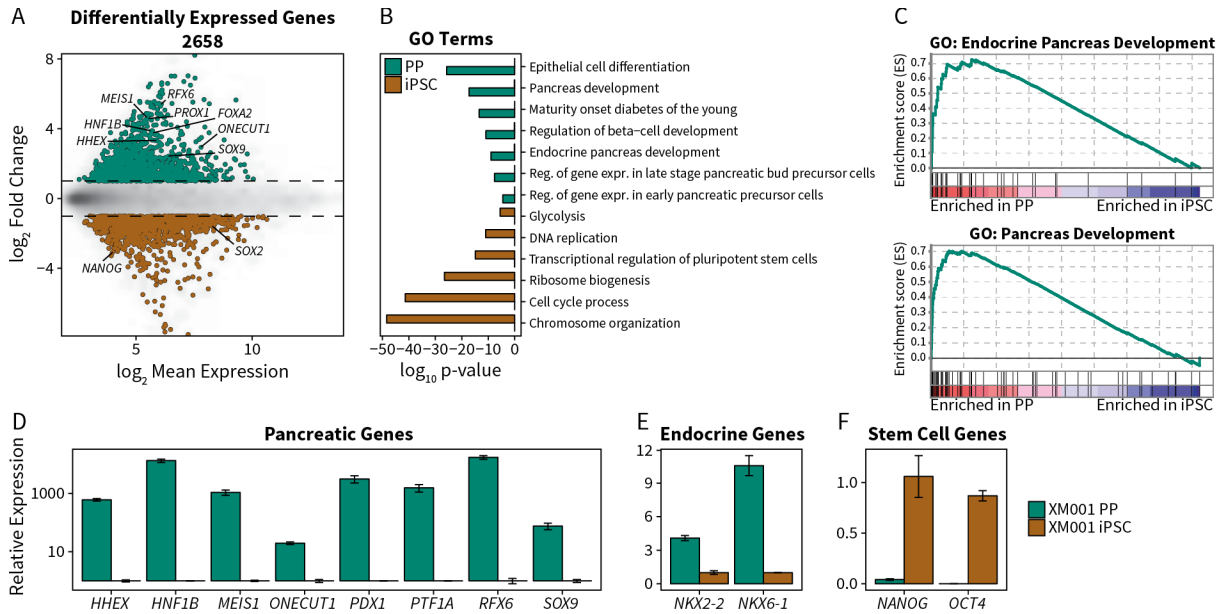 A
Differentially Expressed Genes
2658
8
4
0
−4
5
10
log2 Fold Change
log2 Mean Expression
MEIS1
RFX6
PROX1
FOXA2
HNF1B
ONECUT1
HHEX
SOX9
SOX2
NANOG
B
GO Terms
PP
iPSC
Epithelial cell differentiation
Pancreas development
Maturity onset diabetes of the young
Regulation of beta−cell development
Endocrine pancreas development
Reg. of gene expr. in late stage pancreatic bud precursor cells
Reg. of gene expr. in early pancreatic precursor cells
Glycolysis
DNA replication
Transcriptional regulation of pluripotent stem cells
Ribosome biogenesis
Cell cycle process
Chromosome organization
−50−40−30−20−10 0
log10 p-value
C
GO: Endocrine Pancreas Development
Enrichment score (ES)
0.7
0.6
0.5
0.4
0.3
0.2
0.1
0.0
Enriched in PP Enriched in iPSC
GO: Pancreas Development
Enrichment score (ES)
0.7
0.6
0.5
0.4
0.3
0.2
0.1
0.0
Enriched in PP Enriched in iPSC
D
Pancreatic Genes
Relative Expression
1000
10
HHEX HNF1B MEIS1 ONECUT1 PDX1 PTF1A RFX6 SOX9
E
Endocrine Genes
12
9
6
3
0
NKX2-2 NKX6-1
F
Stem Cell Genes
1.0
0.5
0.0
NANOG OCT4
XM001 PP
XM001 iPSC